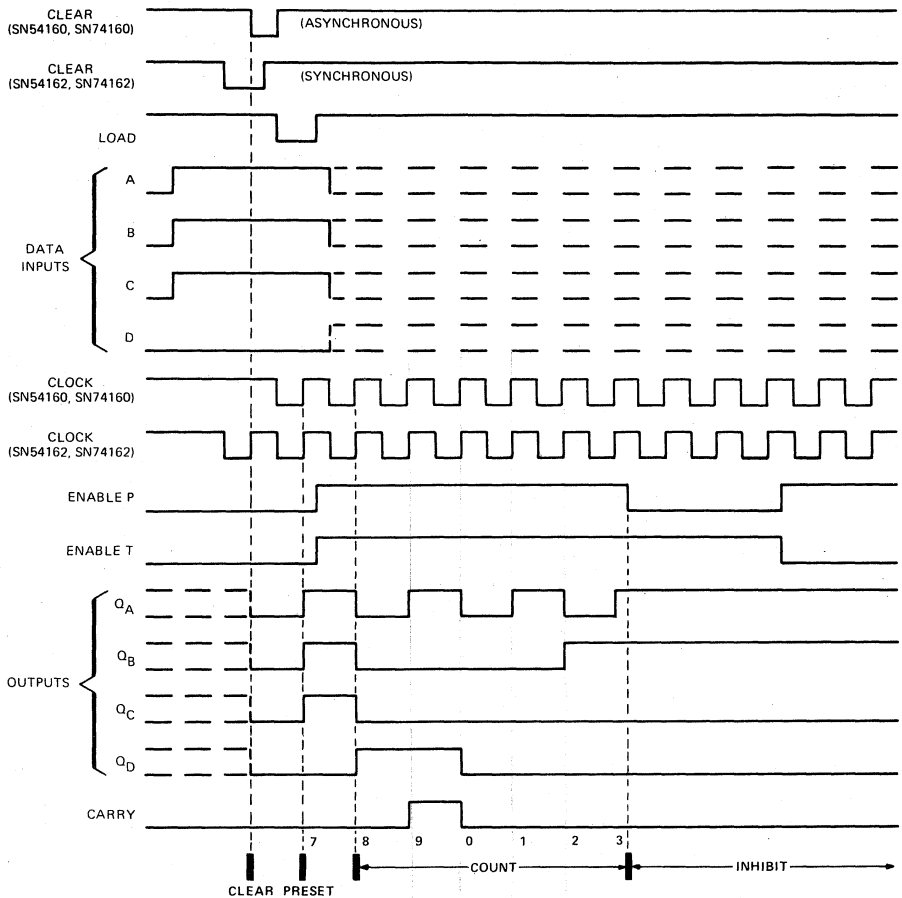 CLEAR
(SN54160, SN74160)
(ASYNCHRONOUS)
CLEAR
(SN54162, SN74162)
(SYNCHRONOUS)
LOAD
DATA
INPUTS
A
B
C
D
CLOCK
(SN54160, SN74160)
CLOCK
(SN54162, SN74162)
ENABLE P
ENABLE T
OUTPUTS
QA
QB
QC
QD
CARRY
7 8 9 0 1 2 3
COUNT
INHIBIT
CLEAR PRESET